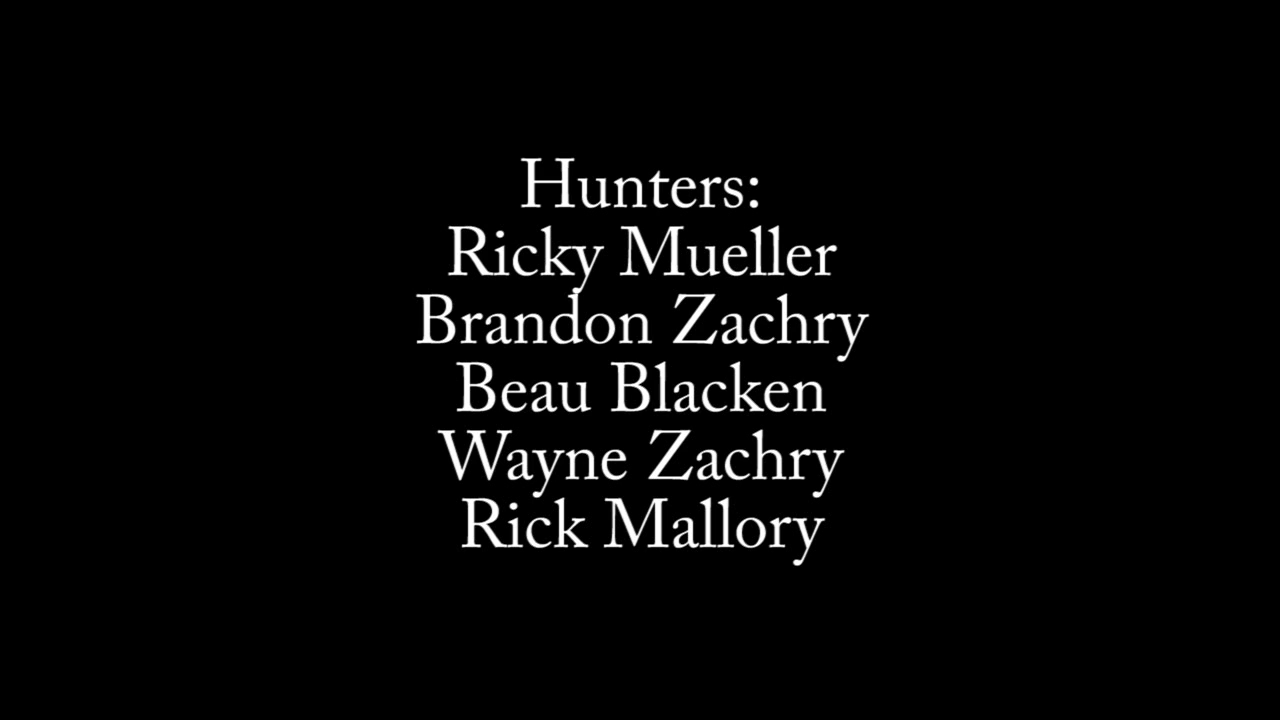 Hunters:
Ricky Mueller
Brandon Zachry
Beau Blacken
Wayne Zachry
Rick Mallory